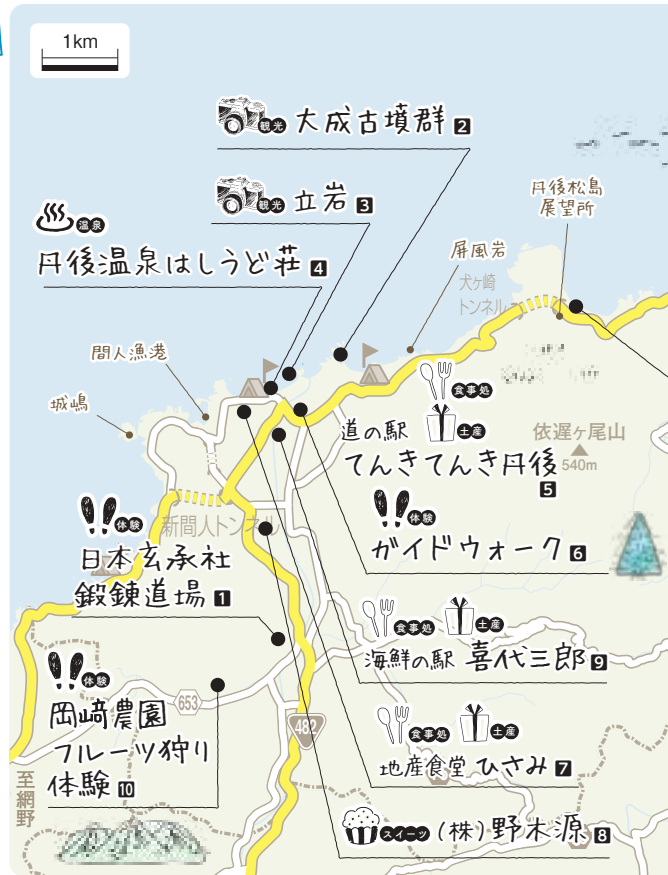 1km
観光 大成古墳群 2
観光 立岩 3
温泉
丹後温泉はしうど荘 4
丹後松島
展望所
屏風岩
犬ヶ崎
トンネル
間人漁港
城嶋
食事処
土産
道の駅
てんきてんき丹後
5
依遅ヶ尾山
540m
体験
新間人トンネル
日本玄承社
鍛錬道場 1
体験
ガイドウォーク 6
食事処 土産
海鮮の駅 喜代三郎 9
体験
岡崎農園
フルーツ狩り
体験 10
653
482
食事処 土産
地産食堂 ひさみ 7
至網野
スイーツ (株)野木源 8